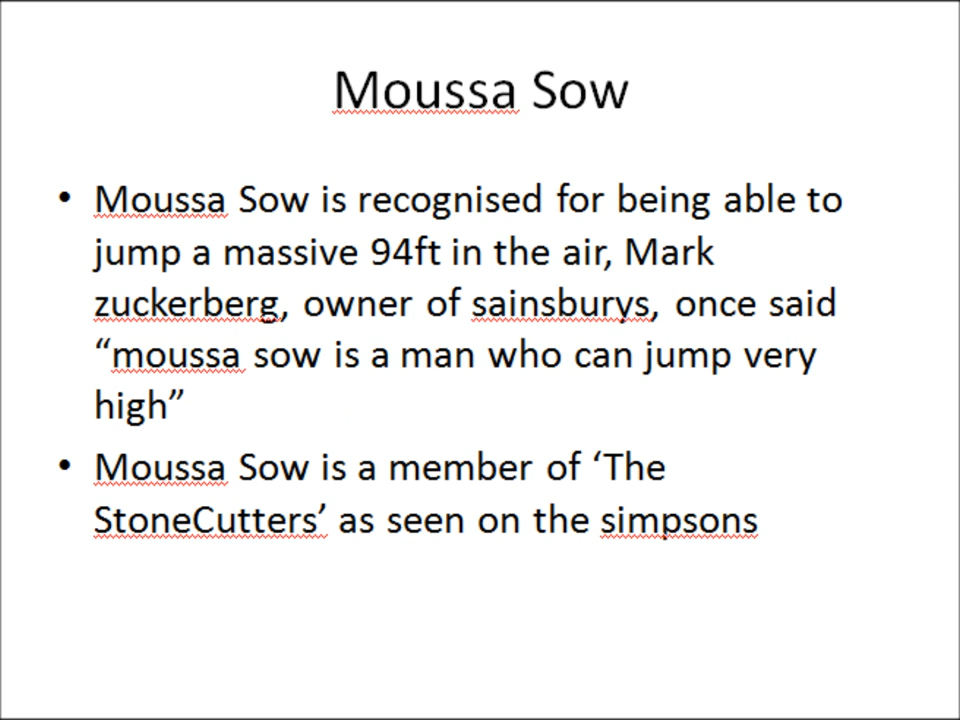 Moussa Sow
• Moussa Sow is recognised for being able to
jump a massive 94ft in the air, Mark
zuckerberg, owner of sainsburys, once said
“moussa sow is a man who can jump very
high”
• Moussa Sow is a member of ‘The
StoneCutters’ as seen on the simpsons